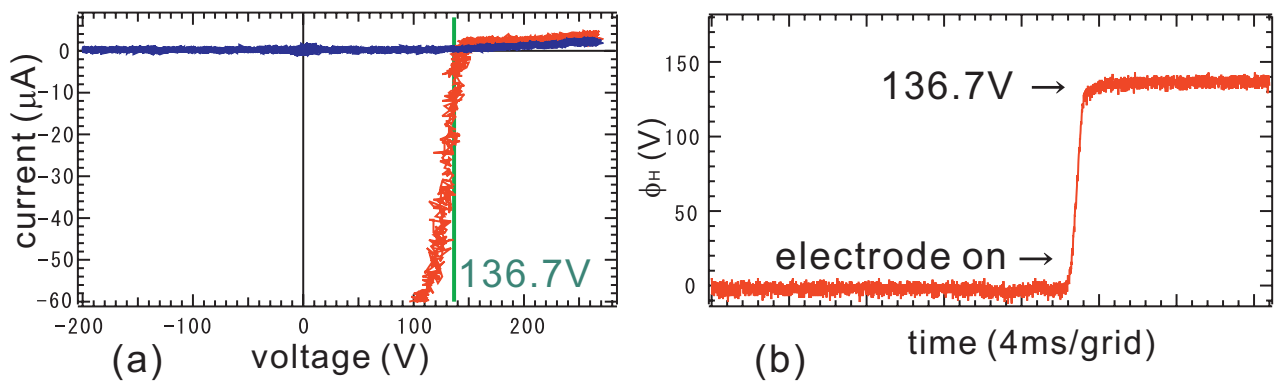 0
-10
-20
-30
-40
-50
-60
current (μA)
136.7V
-200
-100
0
100
200
(a)
voltage (V)
150
100
50
0
ϕH (V)
136.7V →
electrode on →
(b)
time (4ms/grid)